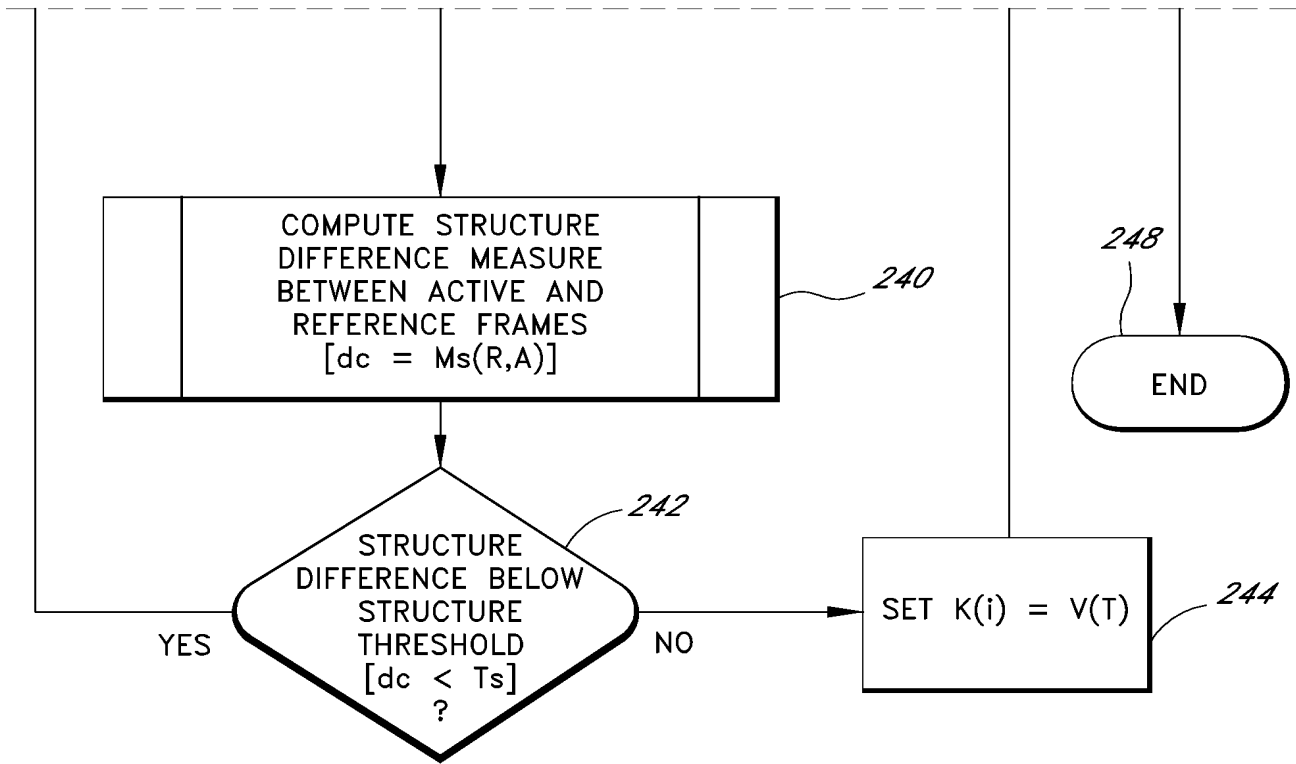 COMPUTE STRUCTURE
DIFFERENCE MEASURE
BETWEEN ACTIVE AND
REFERENCE FRAMES
[dc = Ms(R,A)]
240
248
END
242
STRUCTURE
DIFFERENCE BELOW
STRUCTURE
THRESHOLD
[dc < Ts]
?
YES
NO
SET K(i) = V(T)
244